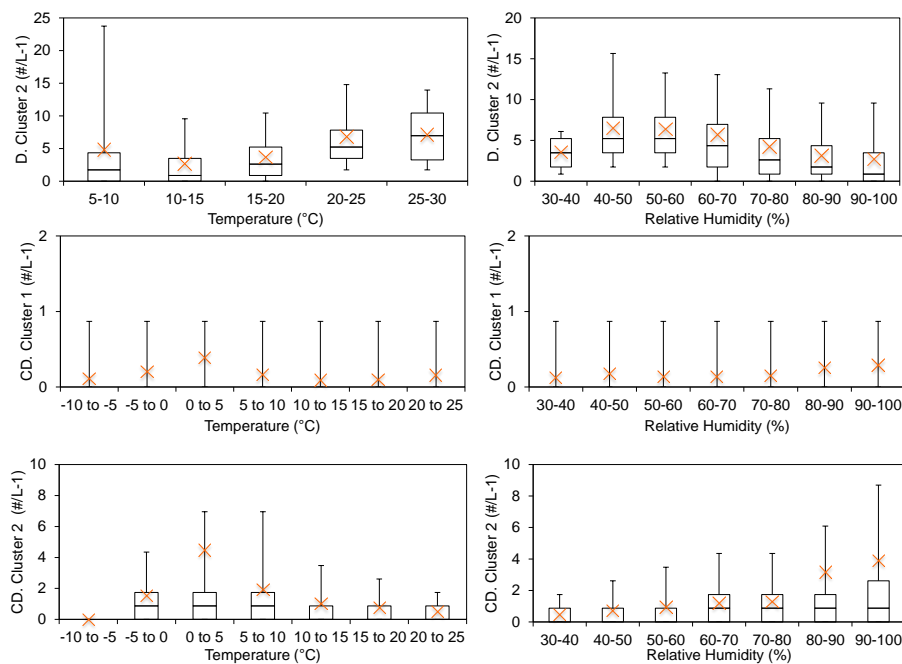 D. Cluster 2 (#/L-1)
25
20
15
10
5
0
5-10 10-15 15-20 20-25 25-30
Temperature (°C)
D. Cluster 2 (#/L-1)
20
15
10
5
0
30-40 40-50 50-60 60-70 70-80 80-90 90-100
Relative Humidity (%)
CD. Cluster 1 (#/L-1)
2
1
0
-10 to -5 -5 to 0 0 to 5 5 to 10 10 to 15 15 to 20 20 to 25
Temperature (°C)
CD. Cluster 1 (#/L-1)
2
1
0
30-40 40-50 50-60 60-70 70-80 80-90 90-100
Relative Humidity (%)
CD. Cluster 2 (#/L-1)
10
8
6
4
2
0
-10 to -5 -5 to 0 0 to 5 5 to 10 10 to 15 15 to 20 20 to 25
Temperature (°C)
CD. Cluster 2 (#/L-1)
10
8
6
4
2
0
30-40 40-50 50-60 60-70 70-80 80-90 90-100
Relative Humidity (%)